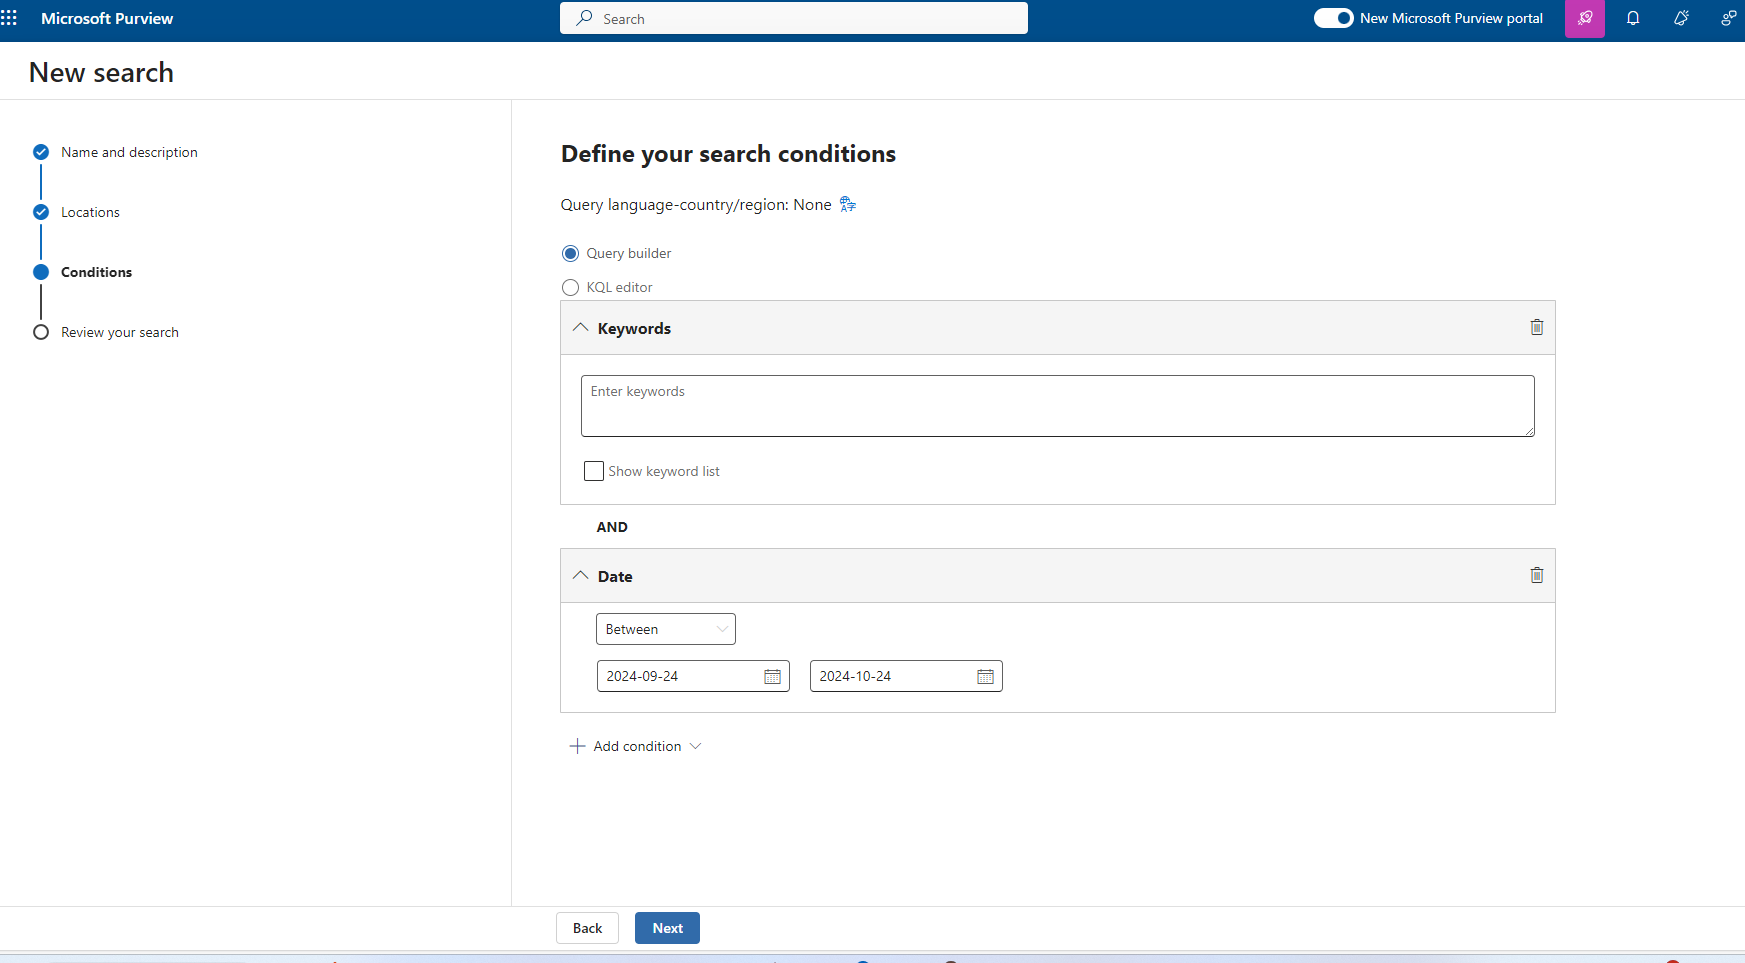 Microsoft Purview
Search
New Microsoft Purview portal
New search
Name and description
Locations
Conditions
Review your search
Define your search conditions
Query language-country/region: None
Query builder
KQL editor
Keywords
Enter keywords
Show keyword list
AND
Date
Between
2024-09-24
2024-10-24
Add condition
Back
Next